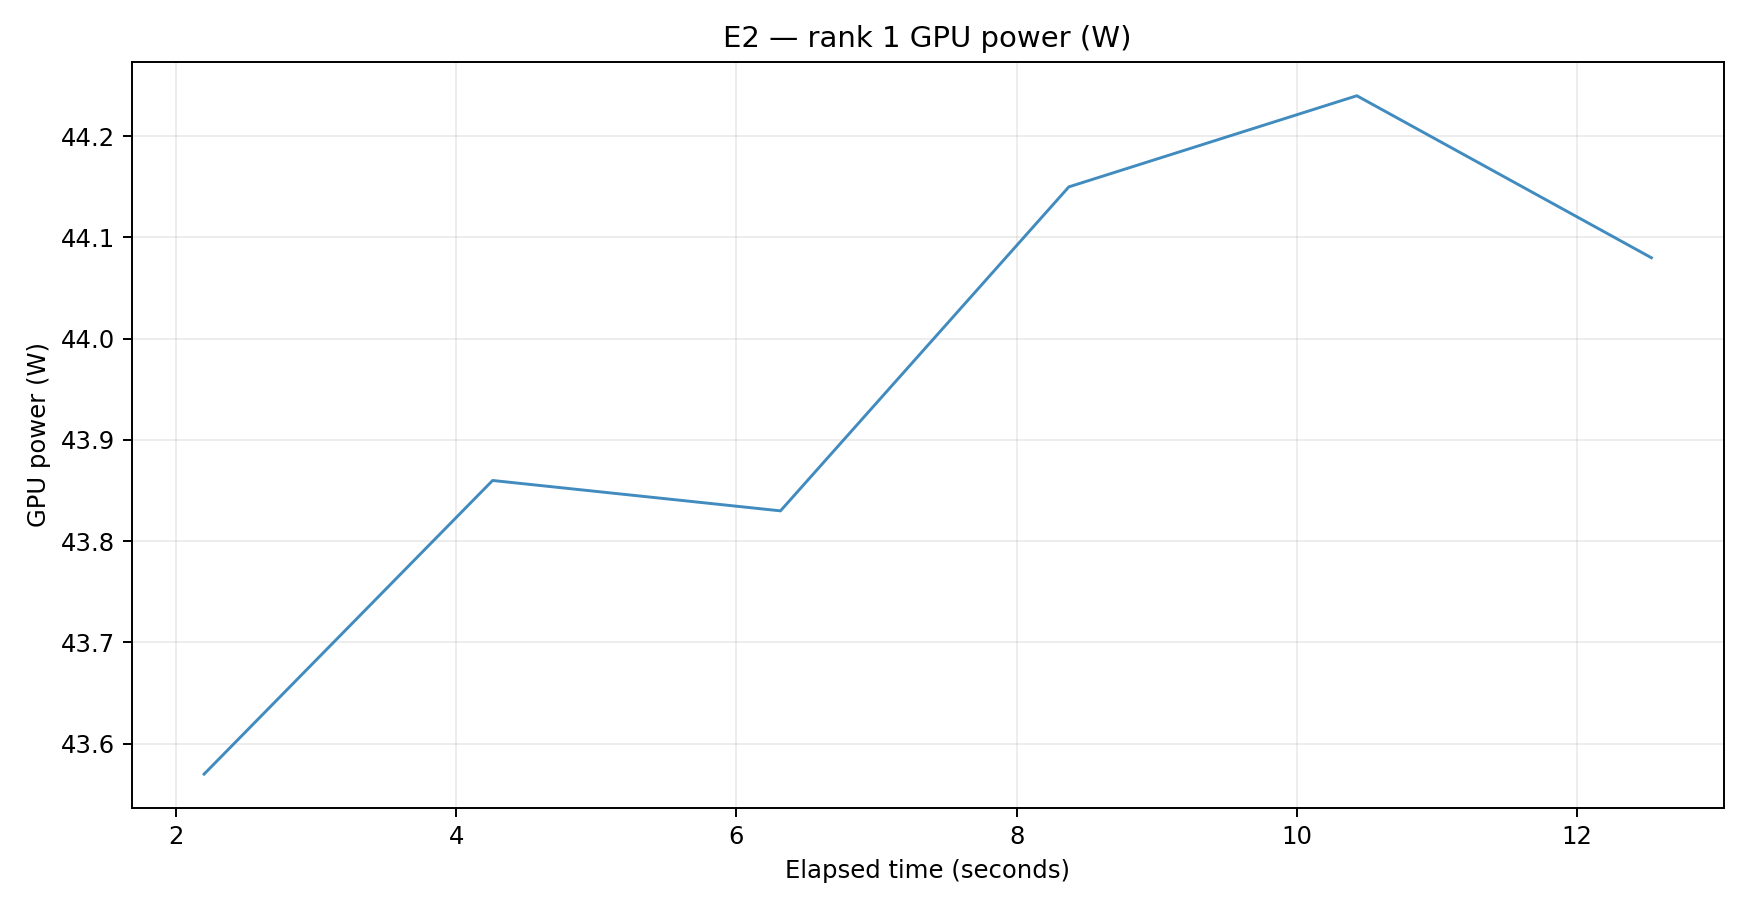 E2 — rank 1 GPU power (W)
GPU power (W)
44.2
44.1
44.0
43.9
43.8
43.7
43.6
2 4 6 8 10 12
Elapsed time (seconds)